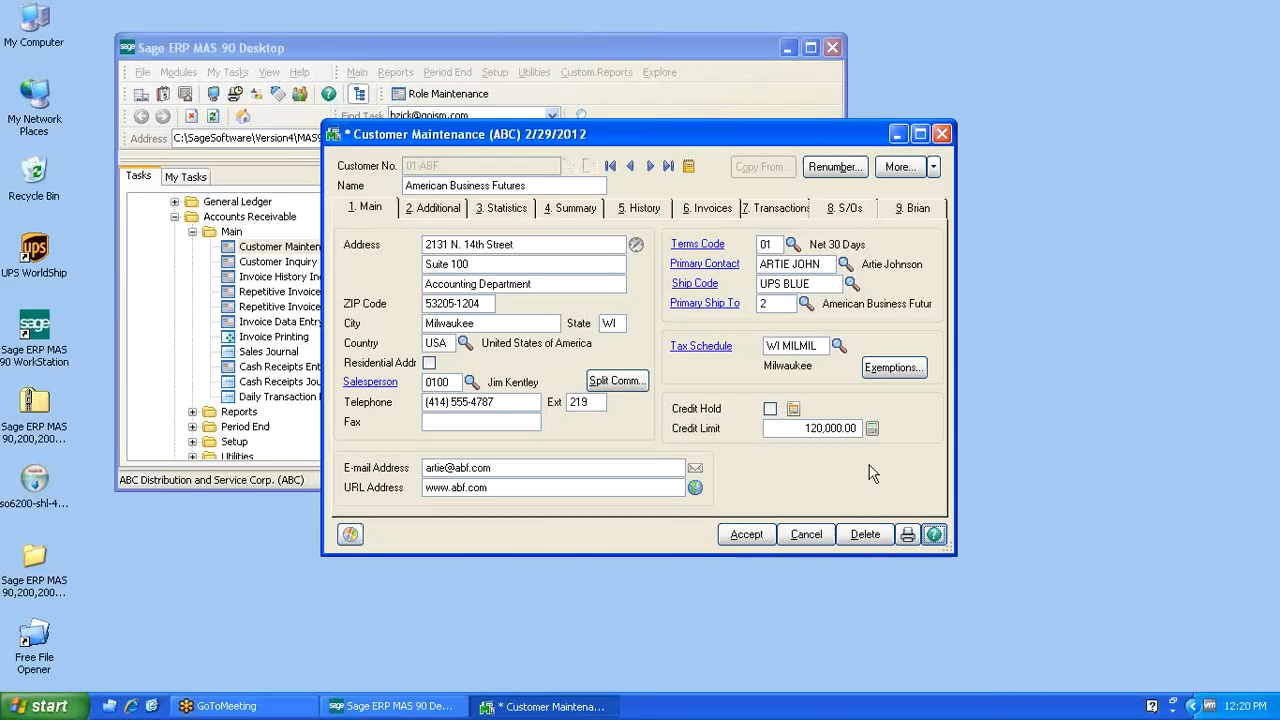 My Computer
My Network
Places
Recycle Bin
UPS WorldShip
Sage ERP MAS
90 WorkStation
Sage ERP MAS
90,200,200...
so6200-shl-4...
Sage ERP MAS
90,200,200...
Free File
Opener
sage Sage ERP MAS 90 Desktop
File Modules My Tasks View Help Main Reports Period End Setup Utilities Custom Reports Explore
Role Maintenance
Find Task bzick@goism.com
Address C:\SageSoftware\Version4\MAS9
Tasks My Tasks
General Ledger
Accounts Receivable
Main
Customer Mainten
Customer Inquiry
Invoice History In
Repetitive Invoice
Repetitive Invoice
Invoice Data Entry
Invoice Printing
Sales Journal
Cash Receipts Ent
Cash Receipts Jou
Daily Transaction
Reports
Period End
Setup
Utilities
ABC Distribution and Service Corp. (ABC)
* Customer Maintenance (ABC) 2/29/2012
Customer No. 01-ABF Copy From... Renumber... More...
Name American Business Futures
1. Main 2. Additional 3. Statistics 4. Summary 5. History 6. Invoices 7. Transactions 8. S/Os 9. Brian
Address 2131 N. 14th Street
Suite 100
Accounting Department
ZIP Code 53205-1204
City Milwaukee State WI
Country USA United States of America
Residential Addr
Salesperson 0100 Jim Kentley Split Comm...
Telephone (414) 555-4787 Ext 219
Fax
E-mail Address artie@abf.com
URL Address www.abf.com
Terms Code 01 Net 30 Days
Primary Contact ARTIE JOHN Artie Johnson
Ship Code UPS BLUE
Primary Ship To 2 American Business Futur
Tax Schedule WI MILMIL
Milwaukee Exemptions...
Credit Hold
Credit Limit 120,000.00
Accept Cancel Delete
start GoToMeeting Sage ERP MAS 90 De... * Customer Maintena... 12:20 PM